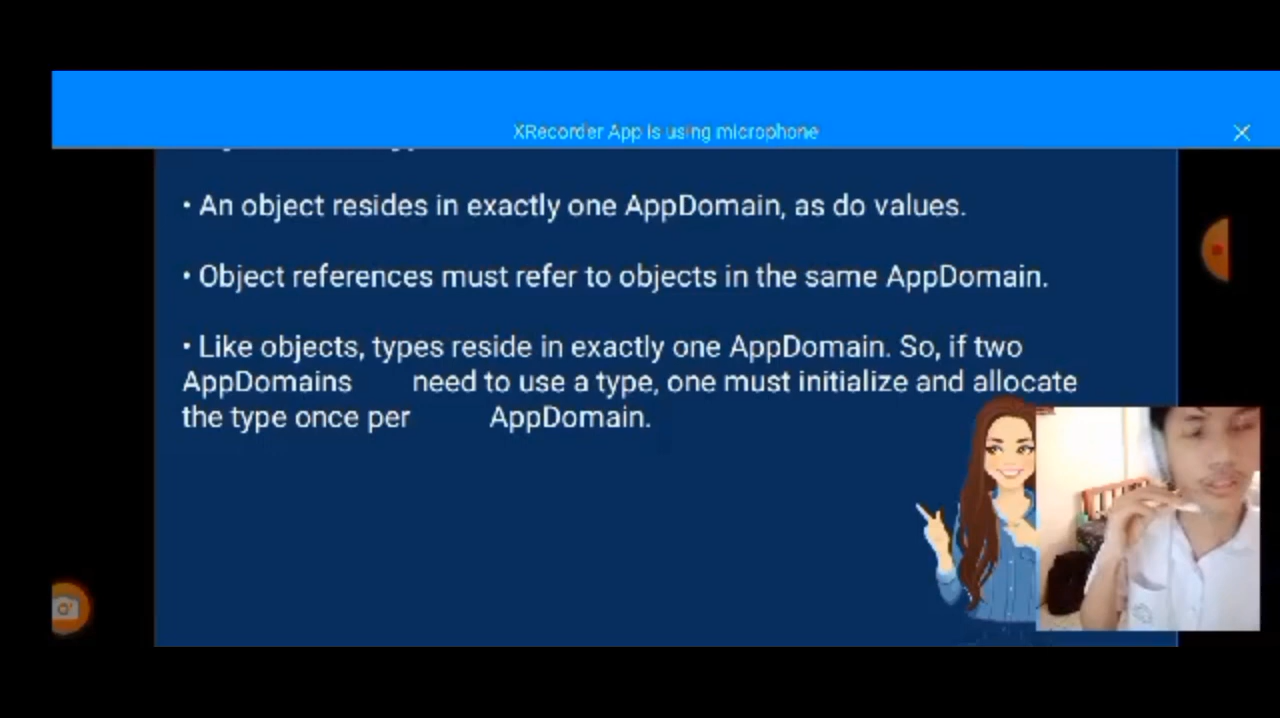 XRecorder App is using microphone
• An object resides in exactly one AppDomain, as do values.
• Object references must refer to objects in the same AppDomain.
• Like objects, types reside in exactly one AppDomain. So, if two
AppDomains need to use a type, one must initialize and allocate
the type once per AppDomain.